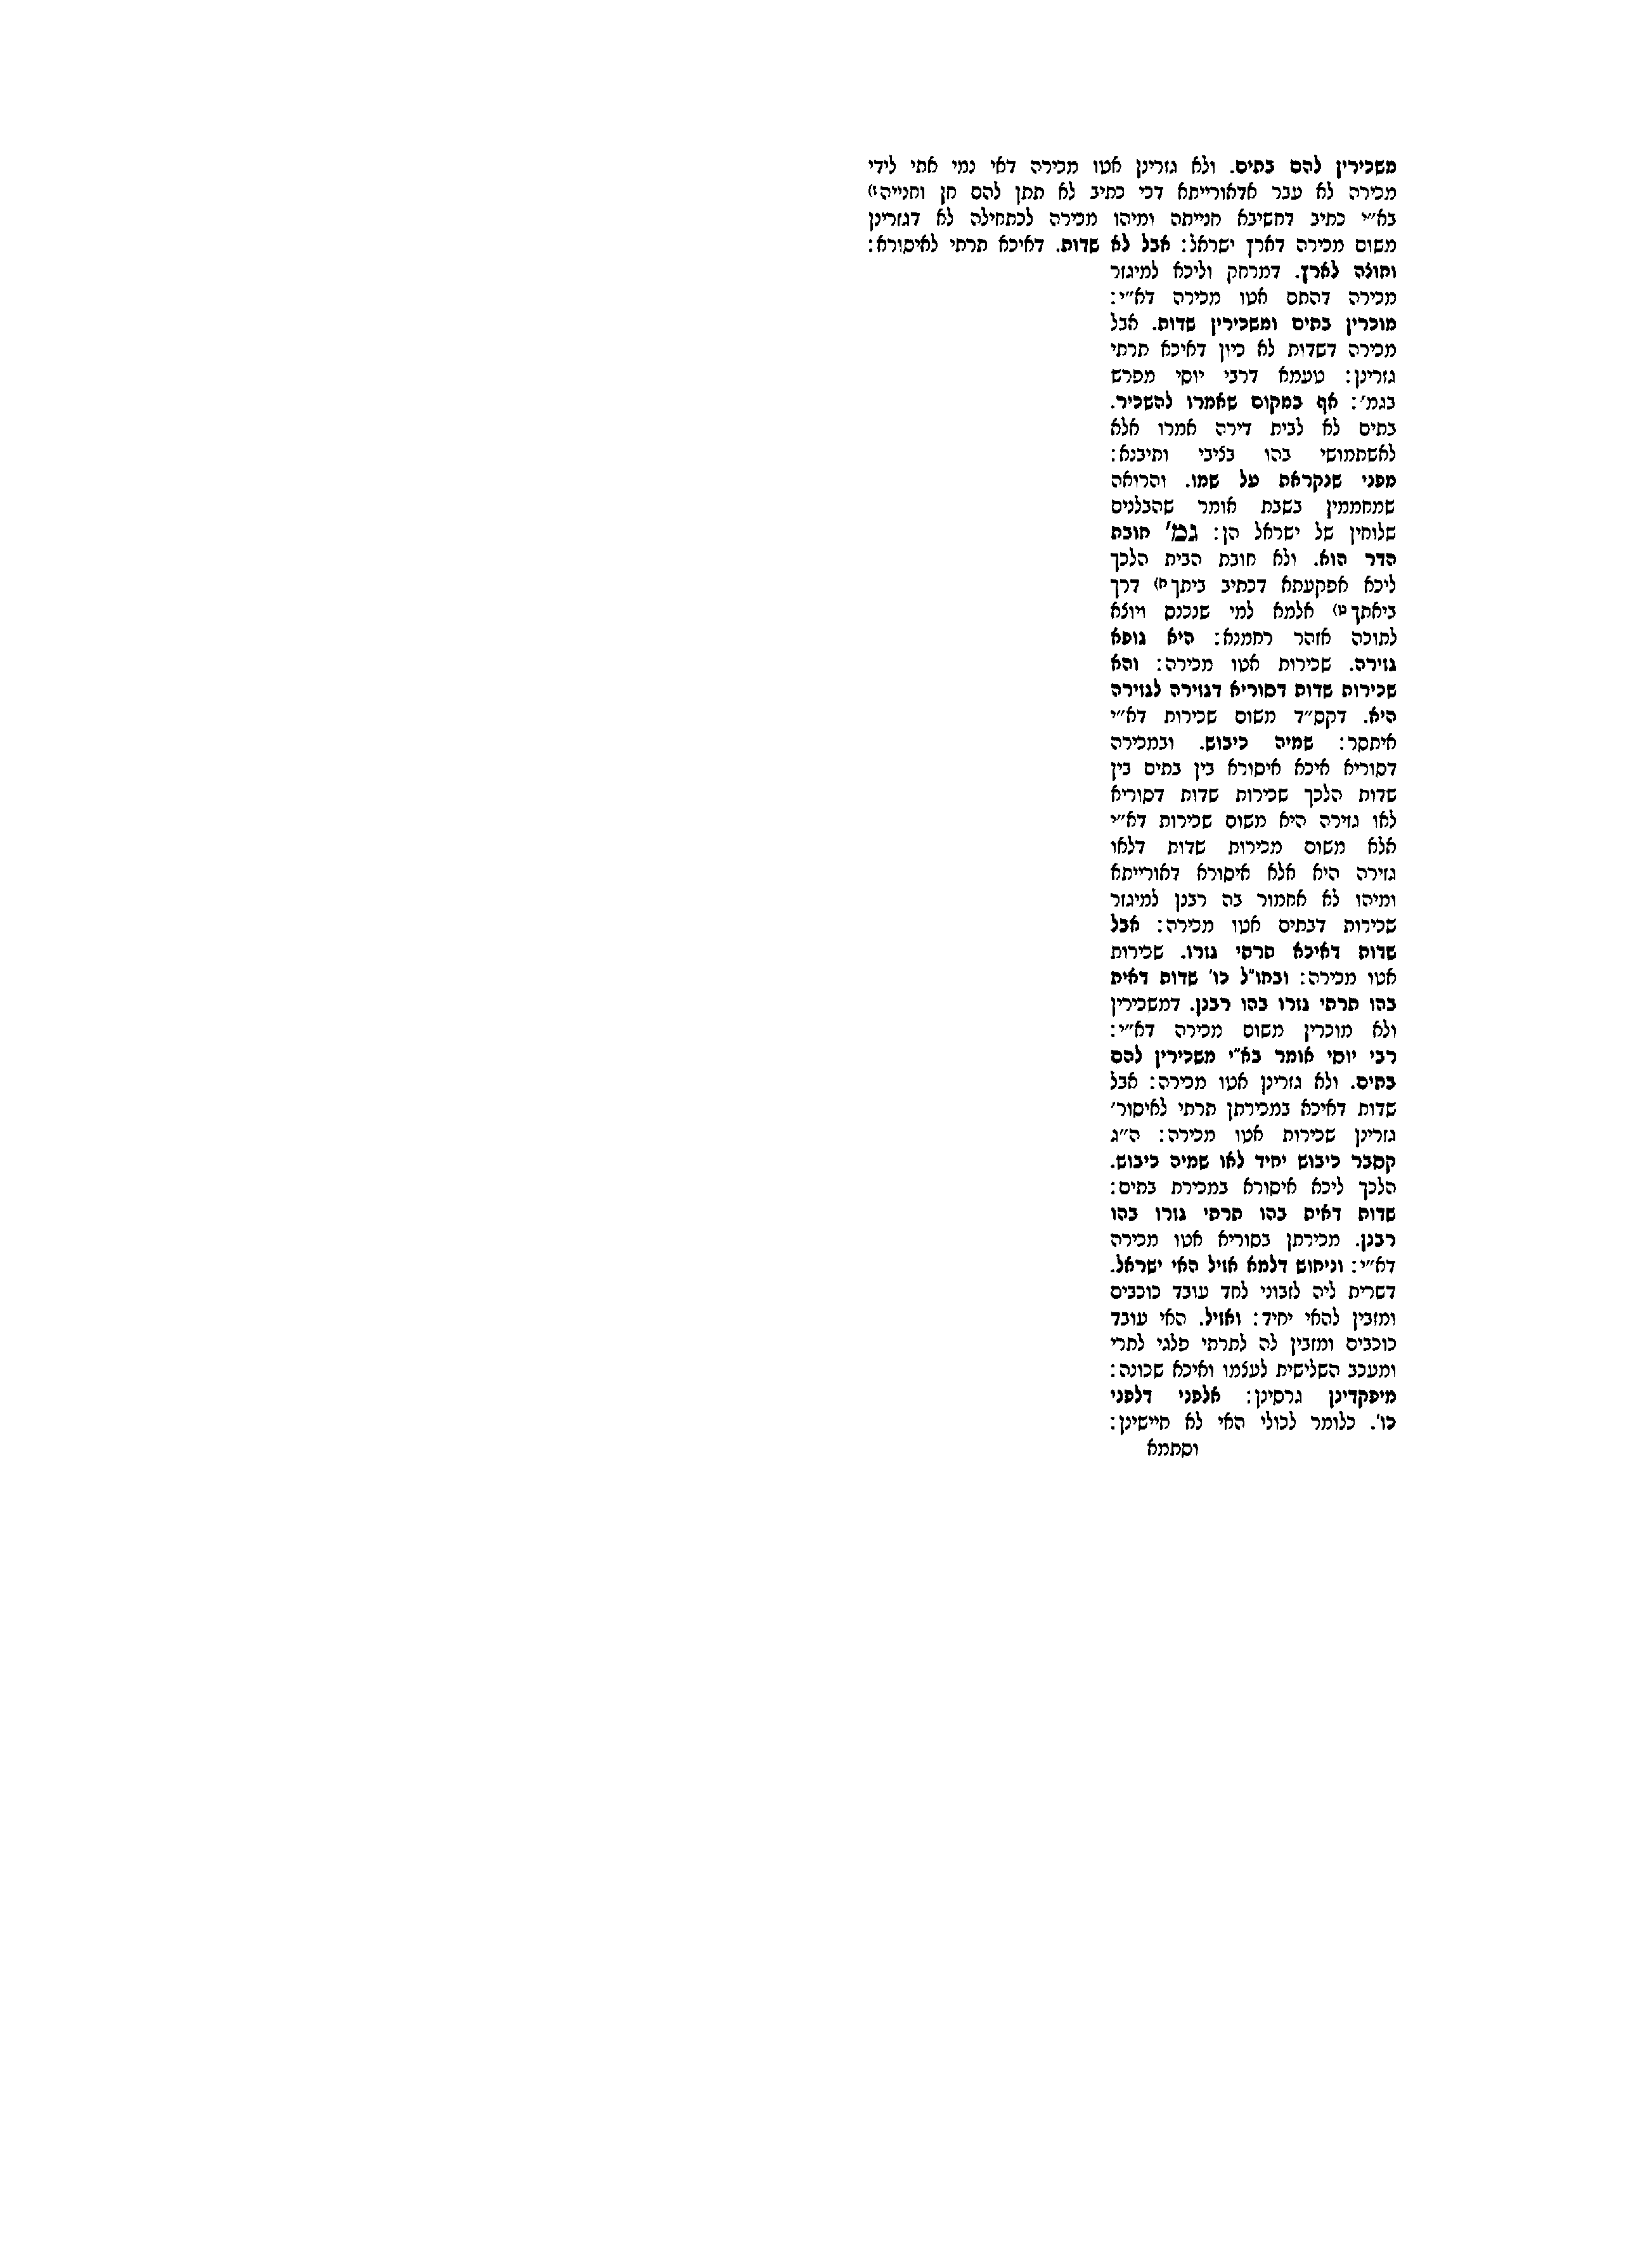 משכירין להם בתים. ולא גזרינן אטו מכירה דאי נמי אתי לידי
מכירה לא עבר אדאורייתא דכי כתיב לא תתן להם חן וחנייה ז)
בא״י כתיב דחשיבא חנייתה ומיהו מכירה לכתחילה לא דגזרינן
משום מכירה דארץ ישראל: אבל לא שדות. דאיכא תרתי לאיסורא:
וחוצה לארץ. דמרחק וליכא למיגזר
מכירה דהתם אטו מכירה דא״י:
מוכרין בתים ומשכירין שדות. אבל
מכירה דשדות לא כיון דאיכא תרתי
גזרינן: טעמא דרבי יוסי מפרש
בגמ׳: אף במקום שאמרו להשכיר.
בתים לא לבית דירה אמרו אלא
לאשתמושי בהו בציבי ותיבנא:
מפני שנקראת על שמו. והרואה
שמחממין בשבת אומר שהבלנים
שלוחין של ישראל הן: גמ׳ חובת
הדר הוא. ולא חובת הבית הלכך
ליכא אפקעתא דכתיב ביתך ח) דרך
ביאתך ט) אלמא למי שנכנס ויוצא
לתוכה אזהר רחמנא: היא גופא
גזירה. שכירות אטו מכירה: והא
שכירות שדות דסוריא דגזירה לגזירה
היא. דקס״ד משום שכירות דא״י
איתסר: שמיה כיבוש. ובמכירה
דסוריא איכא איסורא בין בתים בין
שדות הלכך שכירות שדות דסוריא
לאו גזירה היא משום שכירות דא״י
אלא משום מכירות שדות דלאו
גזירה היא אלא איסורא דאורייתא
ומיהו לא אחמור בה רבנן למיגזר
שכירות דבתים אטו מכירה: אבל
שדות דאיכא תרתי גזרו. שכירות
אטו מכירה: ובחו״ל כו׳ שדות דאית
בהו תרתי גזרו בהו רבנן. דמשכירין
ולא מוכרין משום מכירה דא״י:
רבי יוסי אומר בא״י משכירין להם
בתים. ולא גזרינן אטו מכירה: אבל
שדות דאיכא במכירתן תרתי לאיסור׳
גזרינן שכירות אטו מכירה: ה״ג
קסבר כיבוש יחיד לאו שמיה כיבוש.
הלכך ליכא איסורא במכירת בתים:
שדות דאית בהו תרתי גזרו בהו
רבנן. מכירתן בסוריא אטו מכירה
דא״י: וניחוש דלמא אזיל האי ישראל.
דשרית ליה לזבוני לחד עובד כוכבים
ומזבין להאי יחיד: ואזיל. האי עובד
כוכבים ומזבין לה לתרתי פלגי לתרי
ומעכב השלישית לעצמו ואיכא שכונה:
מיפקדינן גרסינן: אלפני דלפני
כו׳. כלומר לכולי האי לא חיישינן:
וסתמא